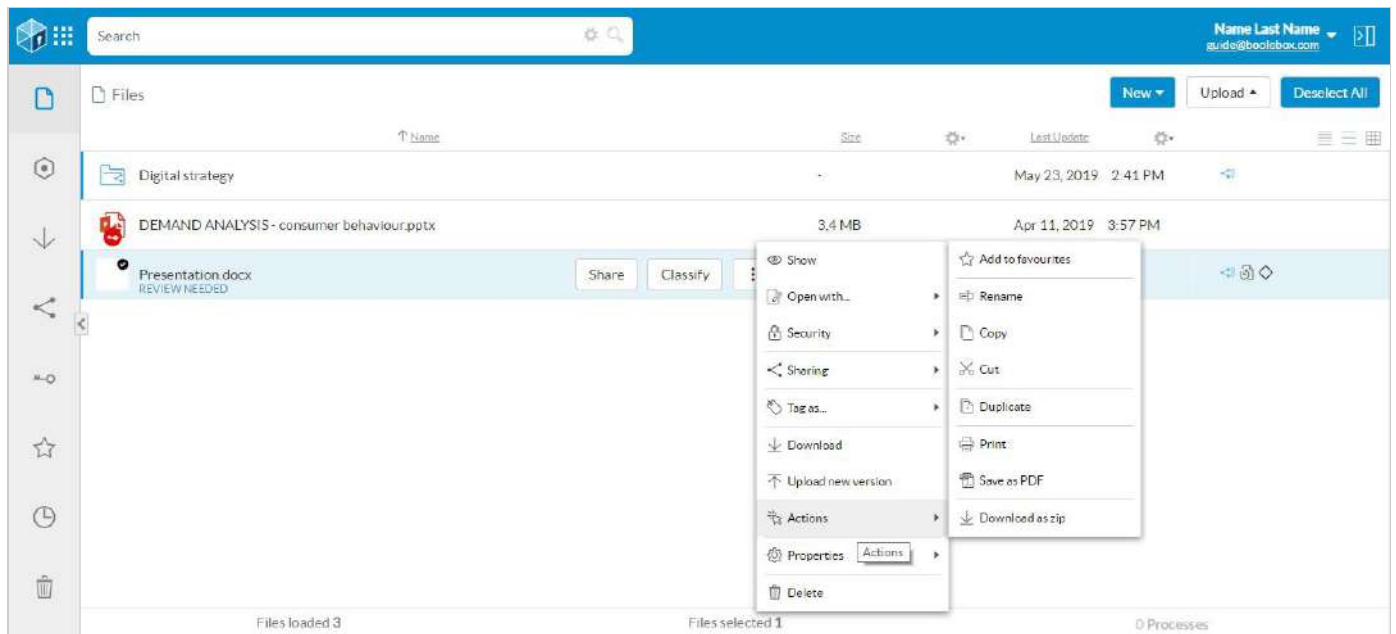 Search
Name Last Name
guide@boolebox.com
Files
New
Upload
Deselect All
Name
Size
Last Update
Digital strategy
-
May 23, 2019 2:41 PM
DEMAND ANALYSIS - consumer behaviour.pptx
3,4 MB
Apr 11, 2019 3:57 PM
Presentation.docx
REVIEW NEEDED
Share
Classify
Show
Open with...
Security
Sharing
Tag as...
Download
Upload new version
Actions
Properties
Actions
Delete
Add to favourites
Rename
Copy
Cut
Duplicate
Print
Save as PDF
Download as zip
Files loaded 3
Files selected 1
0 Processes